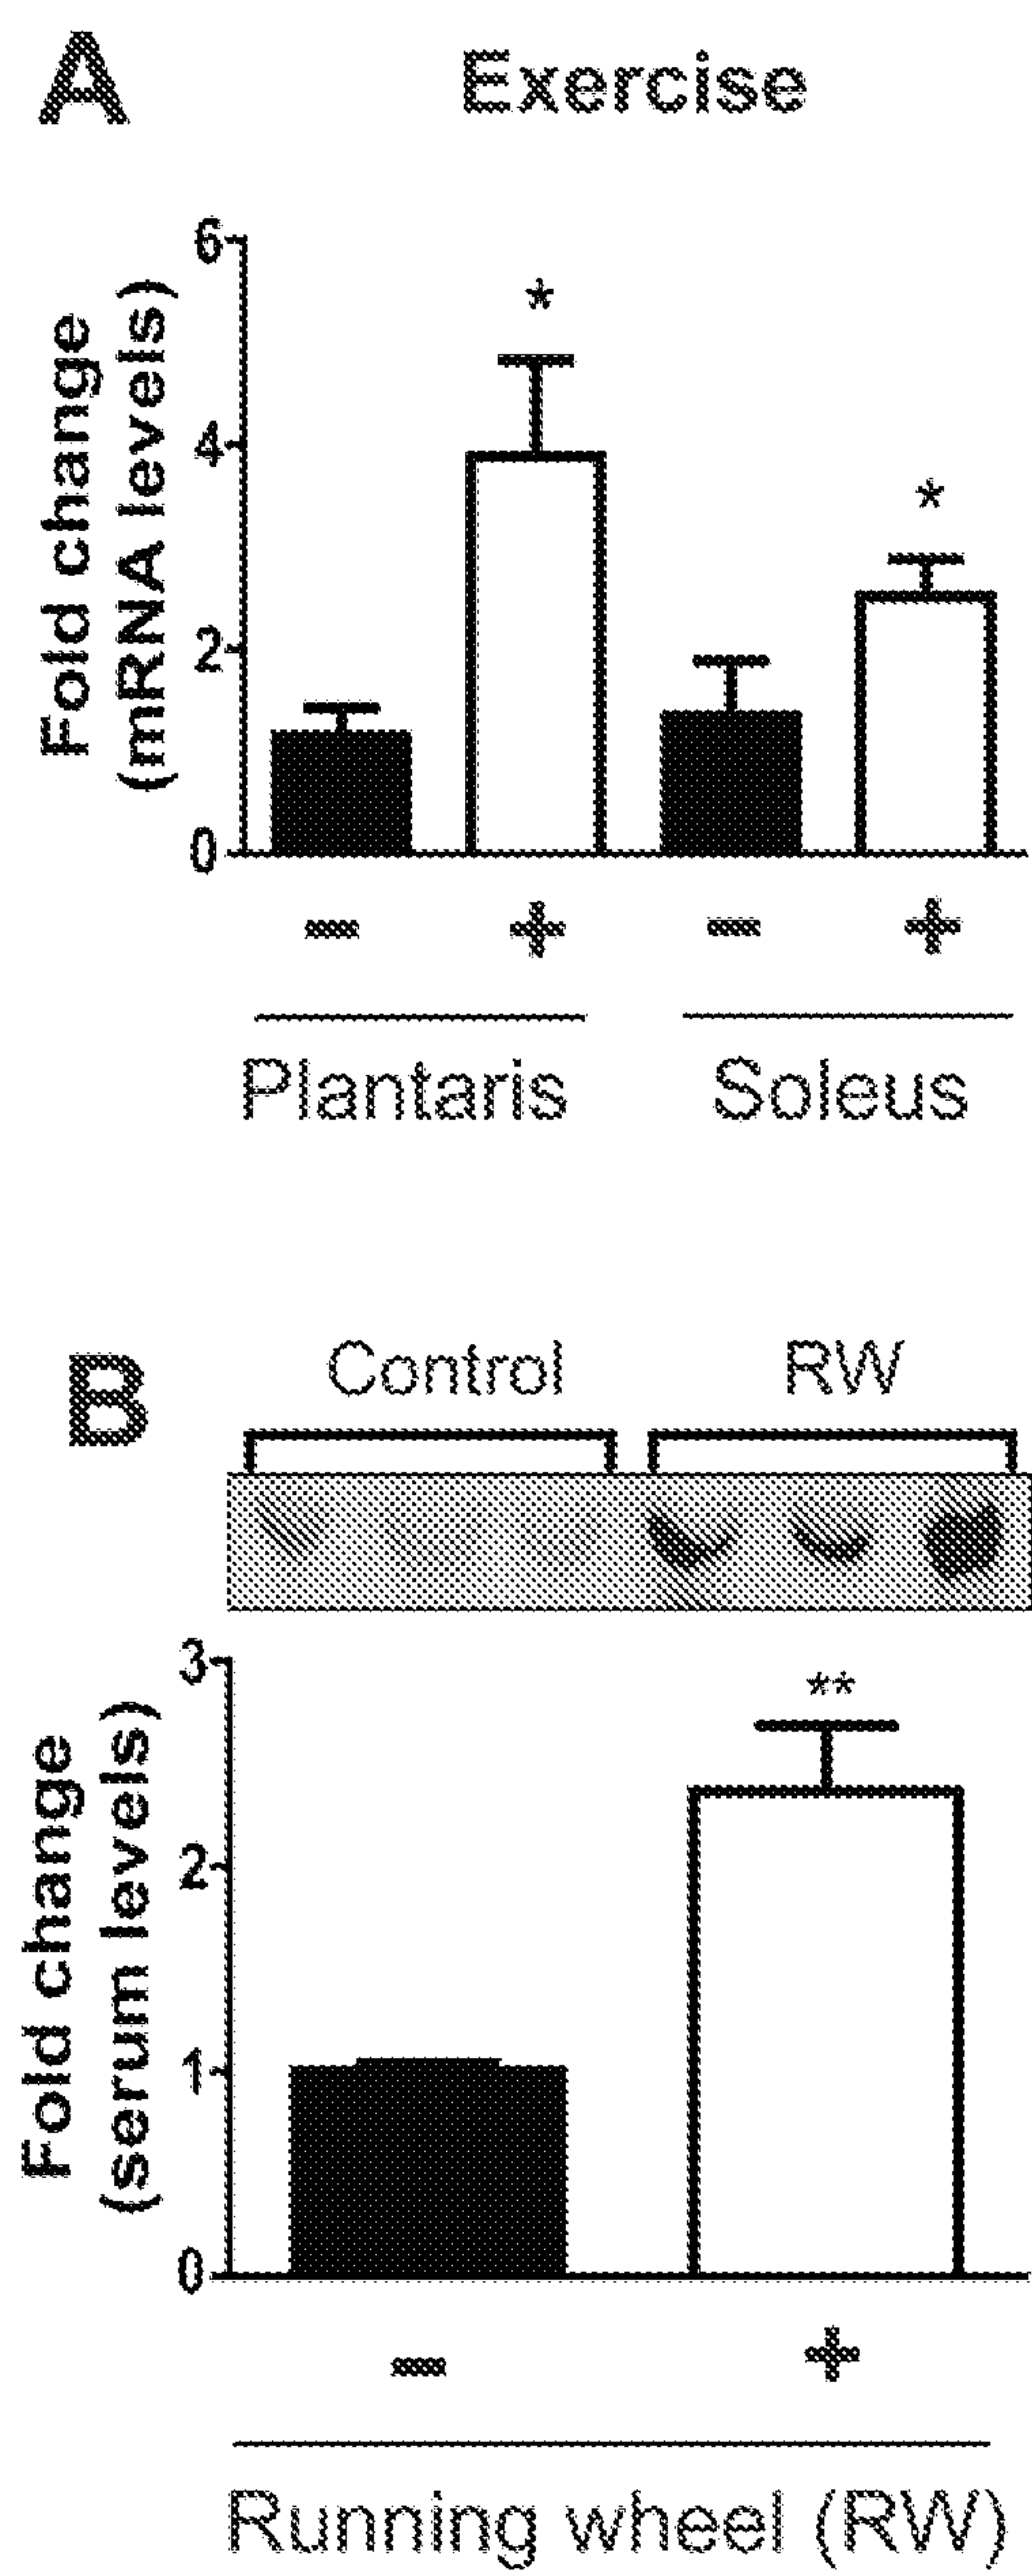 A
Exercise
Fold change
(mRNA levels)
6
4
2
0
*
*
− + − +
Plantaris Soleus
B
Control RW
Fold change
(serum levels)
3
2
1
0
**
− +
Running wheel (RW)